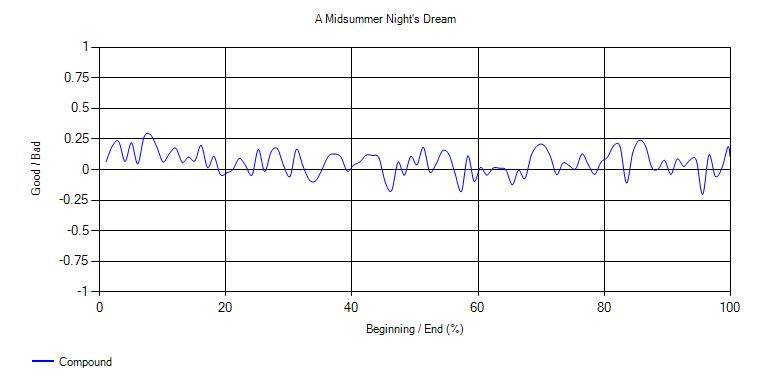 A Midsummer Night's Dream
1
0.75
0.5
0.25
0
-0.25
-0.5
-0.75
-1
Good / Bad
0 20 40 60 80 100
Beginning / End (%)
Compound